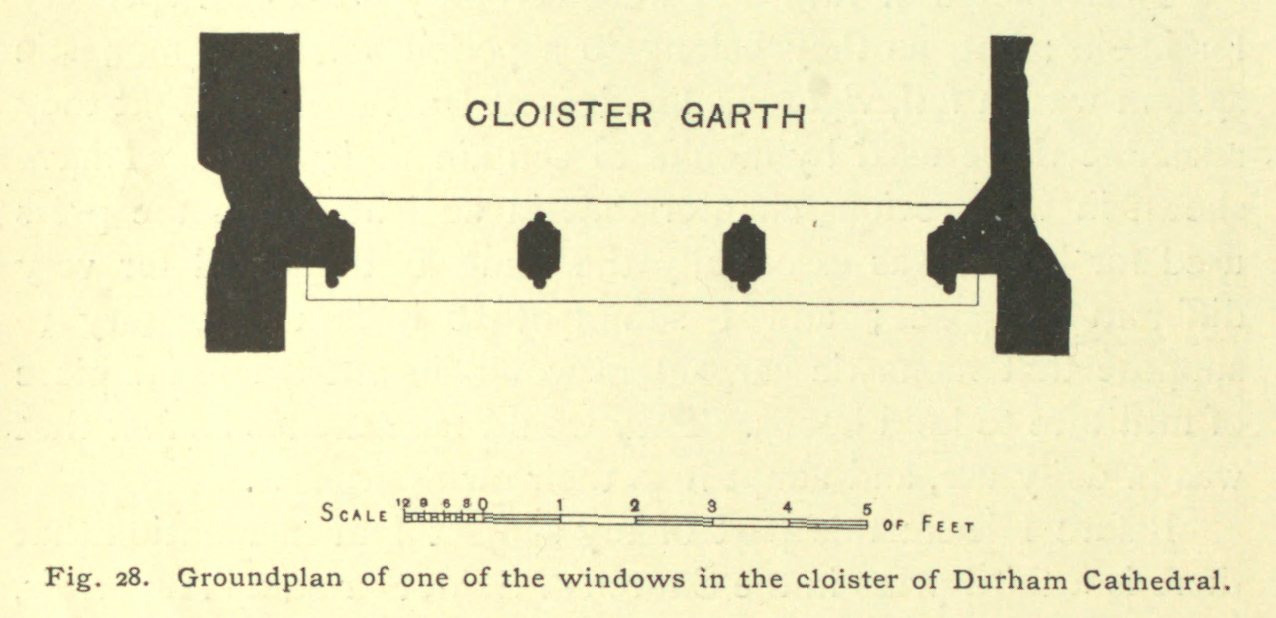 CLOISTER GARTH
SCALE 12 9 6 3 0 1 2 3 4 5 OF FEET
Fig. 28. Groundplan of one of the windows in the cloister of Durham Cathedral.